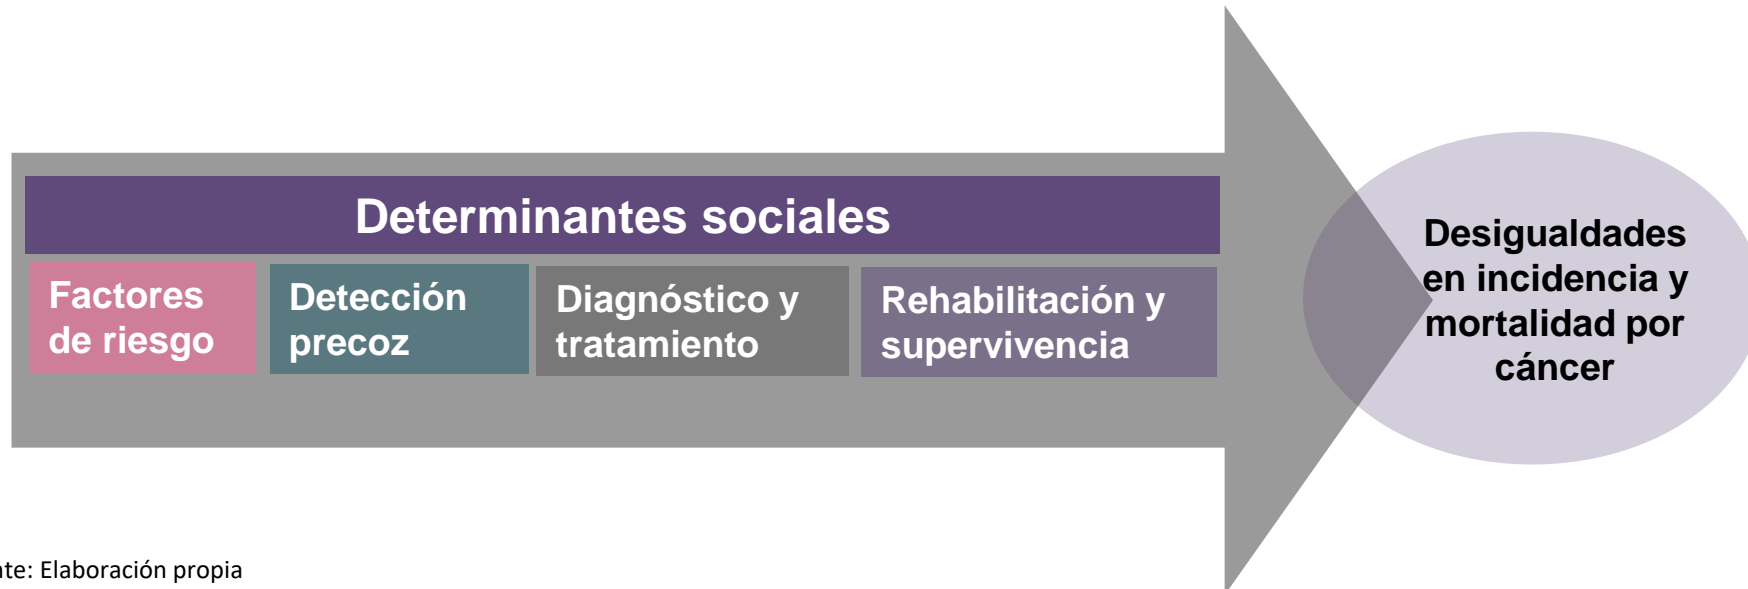 Determinantes sociales
Factores
de riesgo
Detección
precoz
Diagnóstico y
tratamiento
Rehabilitación y
supervivencia
Desigualdades
en incidencia y
mortalidad por
cáncer
Elaboración propia